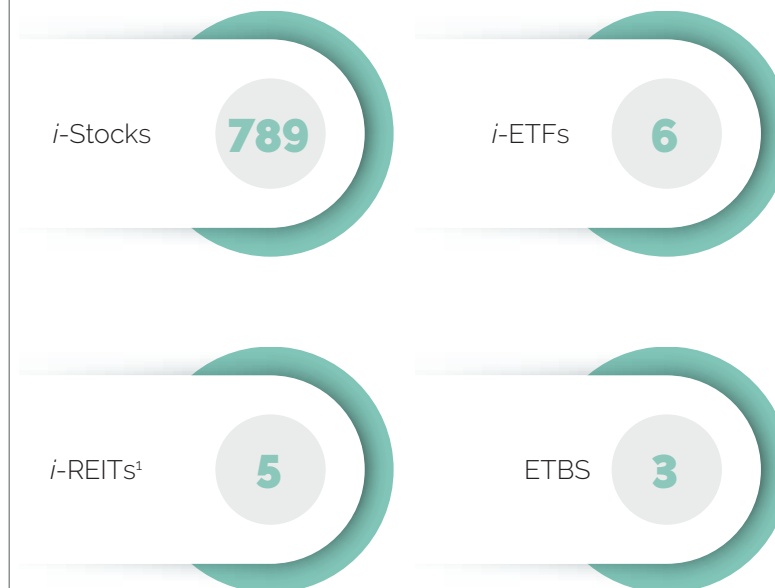 i-Stocks
789
i-ETFs
6
i-REITs¹
5
ETBS
3